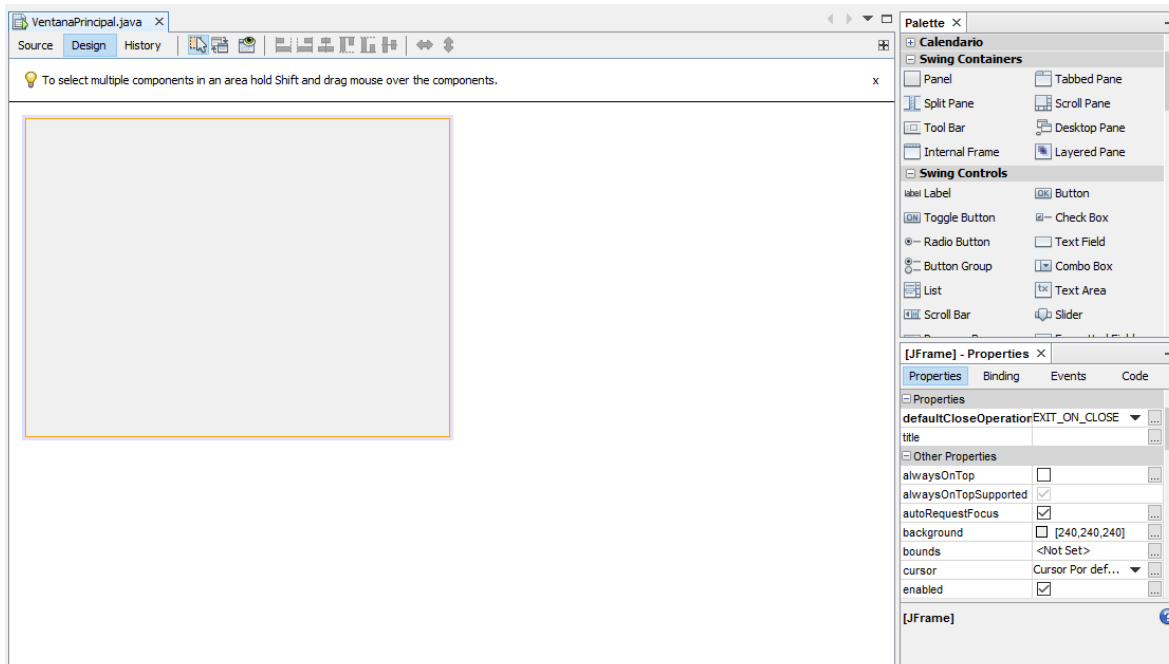 VentanaPrincipal.java
Source Design History
To select multiple components in an area hold Shift and drag mouse over the components. x
Palette
Calendario
Swing Containers
Panel Tabbed Pane
Split Pane Scroll Pane
Tool Bar Desktop Pane
Internal Frame Layered Pane
Swing Controls
label Label OK Button
ON Toggle Button Check Box
Radio Button Text Field
Button Group Combo Box
List tx Text Area
Scroll Bar Slider
[JFrame] - Properties
Properties Binding Events Code
Properties
defaultCloseOperation EXIT_ON_CLOSE ...
title ...
Other Properties
alwaysOnTop ...
alwaysOnTopSupported
autoRequestFocus ...
background [240,240,240] ...
bounds <Not Set> ...
cursor Cursor Por def... ...
enabled ...
[JFrame] ?